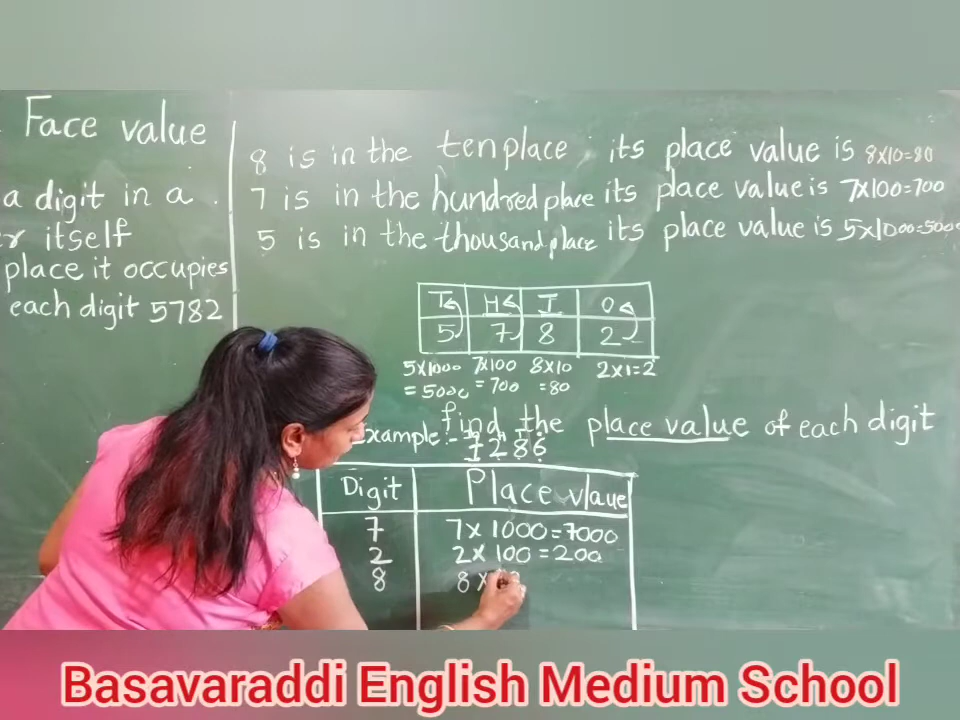 Face value
a digit in a
itself
place it occupies
each digit 5782
8 is in the ten place its place value is 8x10=80
7 is in the hundred place its place value is 7x100=700
5 is in the thousand place its place value is 5x1000=5000
T H T O
5 7 8 2
5x1000 7x100 8x10 2x1=2
= 5000 =700 =80
find the place value of each digit
Example :- 7286
Digit Place vlaue
7 7x1000=7000
2 2x100=200
8 8x
Basavaraddi English Medium School